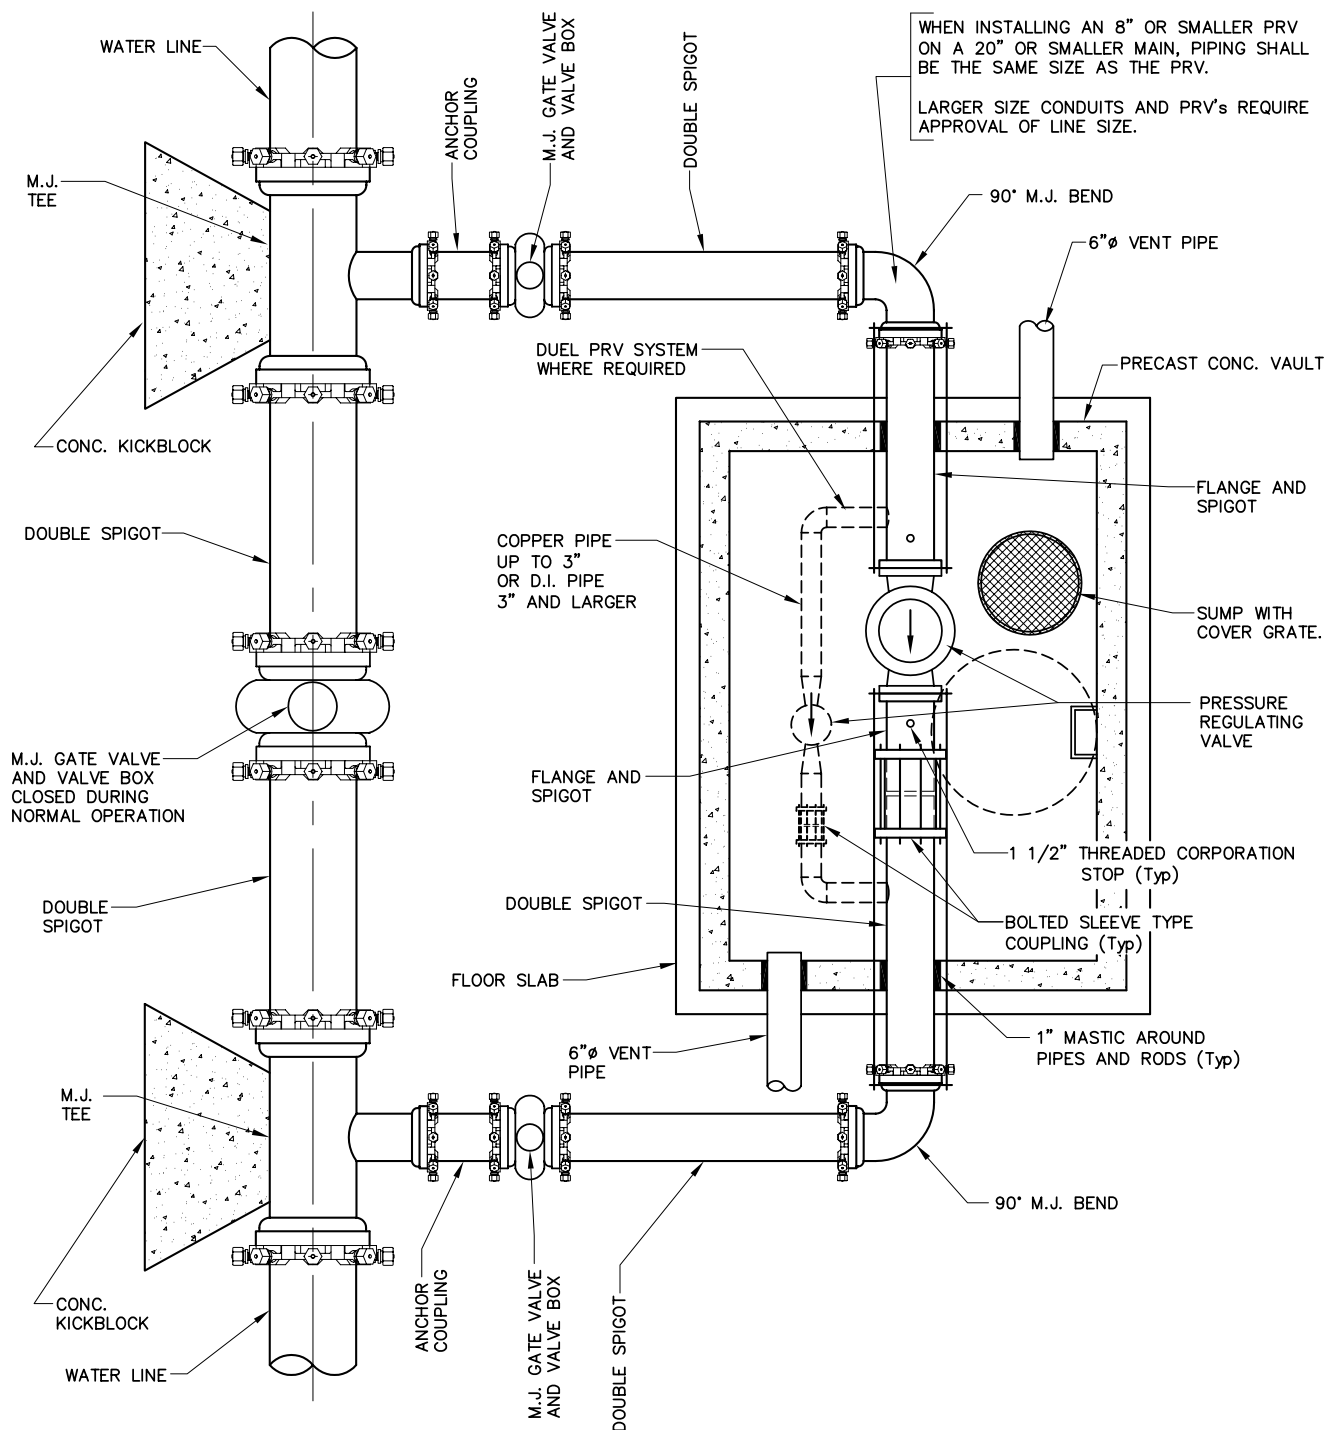 WATER LINE
ANCHOR
COUPLING
M.J. GATE VALVE
AND VALVE BOX
DOUBLE SPIGOT
WHEN INSTALLING AN 8" OR SMALLER PRV
ON A 20" OR SMALLER MAIN, PIPING SHALL
BE THE SAME SIZE AS THE PRV.
LARGER SIZE CONDUITS AND PRV's REQUIRE
APPROVAL OF LINE SIZE.
M.J.
TEE
90° M.J. BEND
6"ø VENT PIPE
DUEL PRV SYSTEM
WHERE REQUIRED
PRECAST CONC. VAULT
CONC. KICKBLOCK
FLANGE AND
SPIGOT
DOUBLE SPIGOT
COPPER PIPE
UP TO 3"
OR D.I. PIPE
3" AND LARGER
SUMP WITH
COVER GRATE.
PRESSURE
REGULATING
VALVE
M.J. GATE VALVE
AND VALVE BOX
CLOSED DURING
NORMAL OPERATION
FLANGE AND
SPIGOT
1 1/2" THREADED CORPORATION
STOP (Typ)
DOUBLE
SPIGOT
DOUBLE SPIGOT
BOLTED SLEEVE TYPE
COUPLING (Typ)
FLOOR SLAB
6"ø VENT
PIPE
1" MASTIC AROUND
PIPES AND RODS (Typ)
M.J.
TEE
90° M.J. BEND
CONC.
KICKBLOCK
WATER LINE
ANCHOR
COUPLING
M.J. GATE VALVE
AND VALVE BOX
DOUBLE SPIGOT